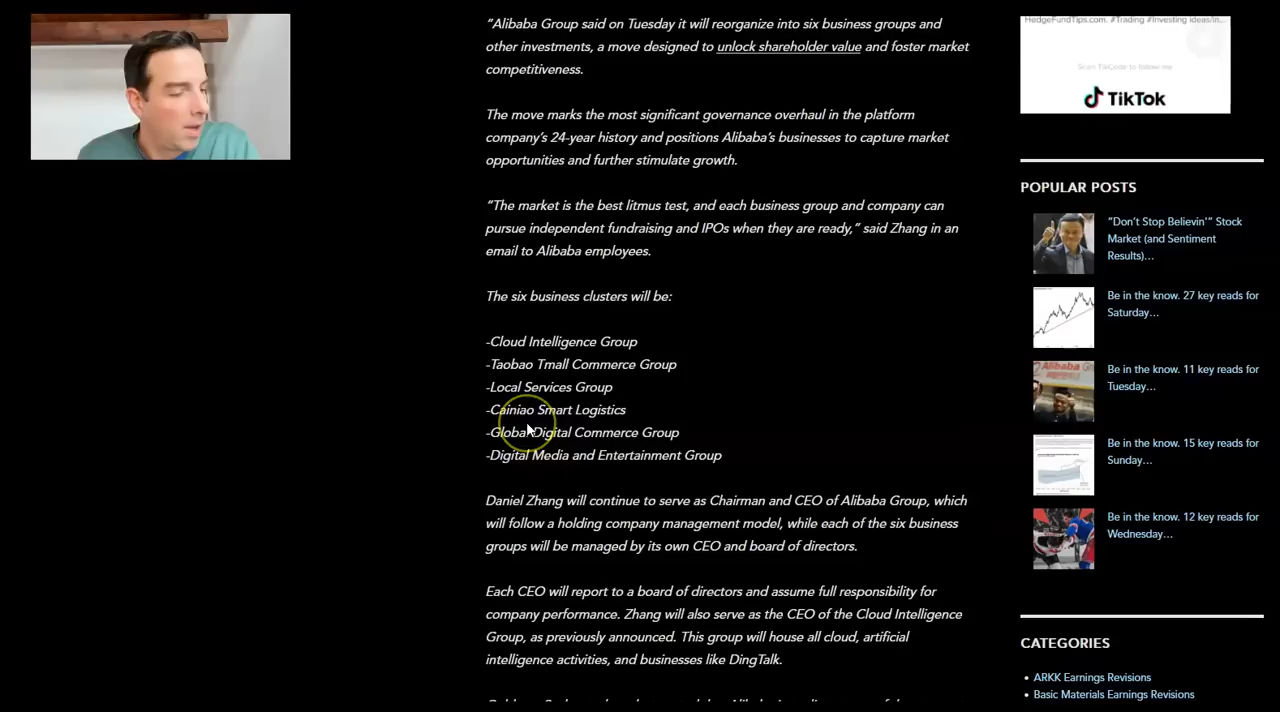 “Alibaba Group said on Tuesday it will reorganize into six business groups and
other investments, a move designed to unlock shareholder value and foster market
competitiveness.
The move marks the most significant governance overhaul in the platform
company’s 24-year history and positions Alibaba’s businesses to capture market
opportunities and further stimulate growth.
“The market is the best litmus test, and each business group and company can
pursue independent fundraising and IPOs when they are ready,” said Zhang in an
email to Alibaba employees.
The six business clusters will be:
-Cloud Intelligence Group
-Taobao Tmall Commerce Group
-Local Services Group
-Cainiao Smart Logistics
-Global Digital Commerce Group
-Digital Media and Entertainment Group
Daniel Zhang will continue to serve as Chairman and CEO of Alibaba Group, which
will follow a holding company management model, while each of the six business
groups will be managed by its own CEO and board of directors.
Each CEO will report to a board of directors and assume full responsibility for
company performance. Zhang will also serve as the CEO of the Cloud Intelligence
Group, as previously announced. This group will house all cloud, artificial
intelligence activities, and businesses like DingTalk.
HedgeFundTips.com. #Trading #Investing ideas/in...
Scan TikCode to follow me
TikTok
POPULAR POSTS
“Don’t Stop Believin’” Stock
Market (and Sentiment
Results)…
Be in the know. 27 key reads for
Saturday…
Be in the know. 11 key reads for
Tuesday…
Be in the know. 15 key reads for
Sunday…
Be in the know. 12 key reads for
Wednesday…
CATEGORIES
ARKK Earnings Revisions
Basic Materials Earnings Revisions